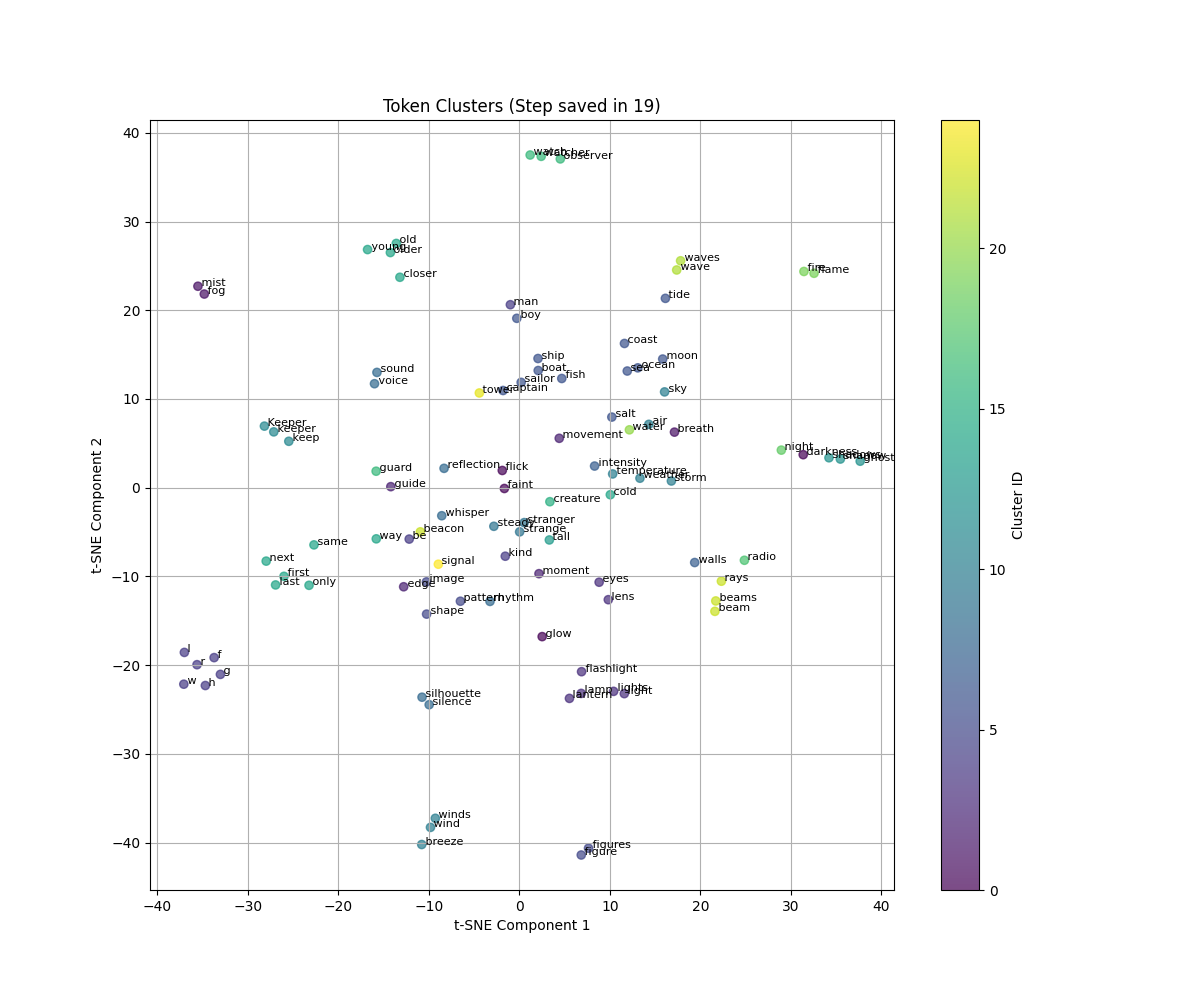 Token Clusters (Step saved in 19)
40
30
20
10
0
−10
−20
−30
−40
t-SNE Component 2
−40
−30
−20
−10
0
10
20
30
40
t-SNE Component 1
watch
observer
old
young
older
closer
waves
wave
fire
flame
mist
fog
tide
man
boy
coast
ship
moon
boat
ocean
sea
sound
fish
voice
sailor
captain
tower
sky
salt
air
water
breath
Keeper
keeper
keep
movement
night
darkness
ghost
reflection
intensity
guard
flick
temperature
weather
storm
guide
faint
cold
creature
whisper
stranger
steady
strange
beacon
way
be
tall
same
kind
walls
radio
next
signal
moment
first
last
only
image
edge
eyes
rays
pattern
rhythm
lens
beams
beam
shape
glow
l
f
r
g
w
h
flashlight
lights
light
lamp
lantern
silhouette
silence
winds
wind
breeze
figures
figure
20
15
10
5
0
Cluster ID